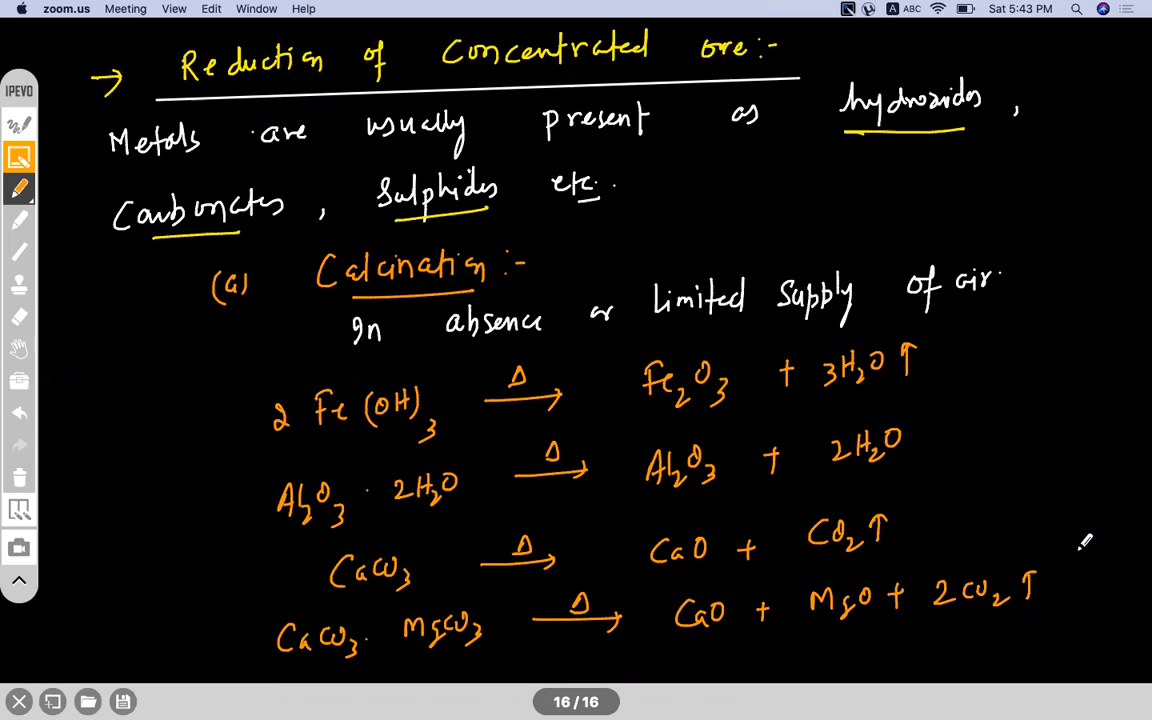 zoom.us Meeting View Edit Window Help A ABC Sat 5:43 PM
IPEVO
→ Reduction of Concentrated ore :-
Metals are usually present as hydroxides,
Carbonates, Sulphides etc.
(a) Calcination :-
In absence or limited supply of air.
2 Fe(OH)₃ —Δ→ Fe₂O₃ + 3H₂O ↑
Al₂O₃ · 2H₂O —Δ→ Al₂O₃ + 2H₂O
CaCO₃ —Δ→ CaO + CO₂ ↑
CaCO₃ · MgCO₃ —Δ→ CaO + MgO + 2CO₂ ↑
16 / 16